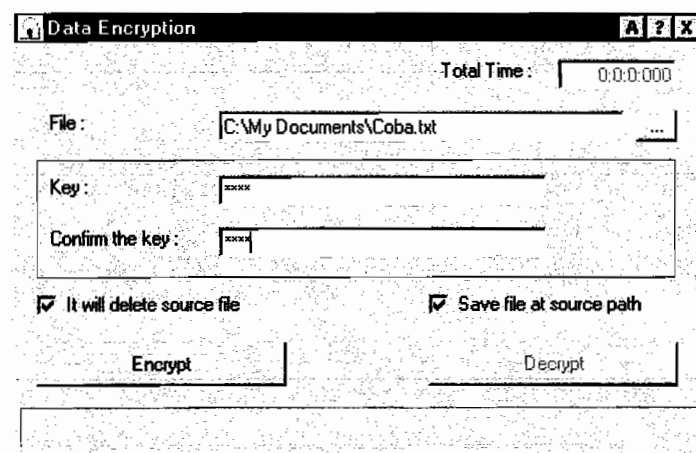 Data Encryption A ? X
Total Time : 0:0:0:000
File : C:\My Documents\Coba.txt ...
Key : ××××
Confirm the key : ××××
It will delete source file Save file at source path
Encrypt Decrypt